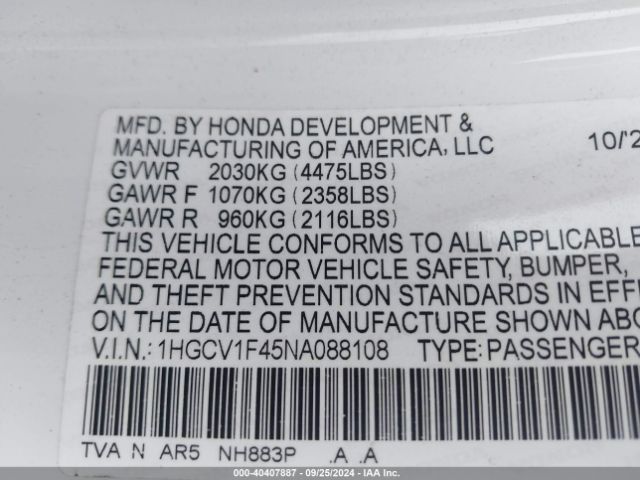 MFD. BY HONDA DEVELOPMENT &
MANUFACTURING OF AMERICA, LLC 10/'2
GVWR 2030KG (4475LBS)
GAWR F 1070KG (2358LBS)
GAWR R 960KG (2116LBS)
THIS VEHICLE CONFORMS TO ALL APPLICABLE
FEDERAL MOTOR VEHICLE SAFETY, BUMPER,
AND THEFT PREVENTION STANDARDS IN EFFE
ON THE DATE OF MANUFACTURE SHOWN ABO
V.I.N.: 1HGCV1F45NA088108 TYPE: PASSENGER
TVA N AR5 NH883P .A .A
00 - 40407887 - 09/25/2024 - IAA Inc.